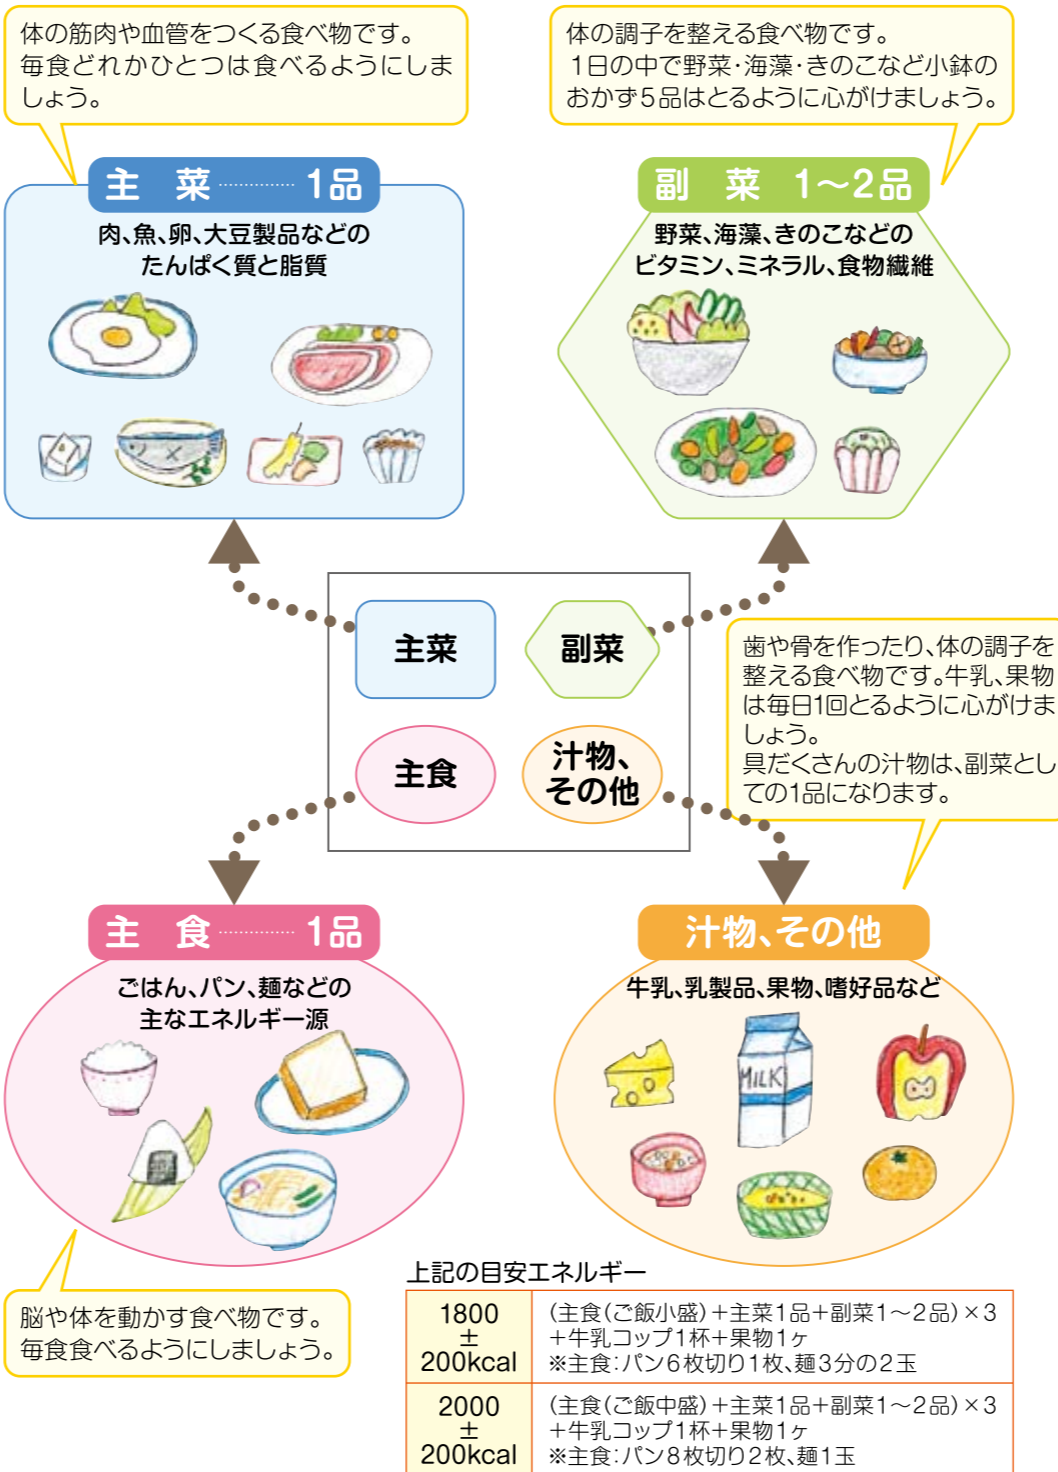 体の筋肉や血管をつくる食べ物です。
毎食どれかひとつは食べるようにしま
しょう。
体の調子を整える食べ物です。
1日の中で野菜・海藻・きのこなど小鉢の
おかず5品はとるように心がけましょう。
主 菜 ………… 1品
肉、魚、卵、大豆製品などの
たんぱく質と脂質
副 菜 1〜2品
野菜、海藻、きのこなどの
ビタミン、ミネラル、食物繊維
主菜
副菜
主食
汁物、
その他
歯や骨を作ったり、体の調子を
整える食べ物です。牛乳、果物
は毎日1回とるように心がけま
しょう。
具だくさんの汁物は、副菜とし
ての1品になります。
主 食 ………… 1品
ごはん、パン、麺などの
主なエネルギー源
汁物、その他
牛乳、乳製品、果物、嗜好品など
MILK
脳や体を動かす食べ物です。
毎食食べるようにしましょう。
上記の目安エネルギー
1800
±
200kcal
(主食(ご飯小盛)+主菜1品+副菜1〜2品)×3
+牛乳コップ1杯+果物1ヶ
※主食:パン6枚切り1枚、麺3分の2玉
2000
±
200kcal
(主食(ご飯中盛)+主菜1品+副菜1〜2品)×3
+牛乳コップ1杯+果物1ヶ
※主食:パン8枚切り2枚、麺1玉